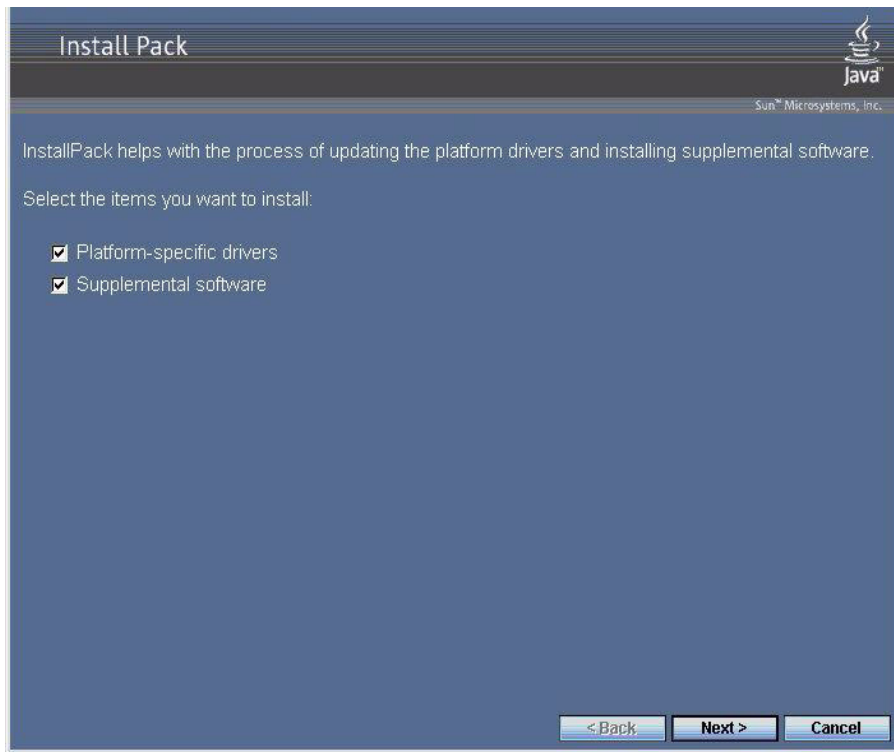 Install Pack
Java™
Sun™ Microsystems, Inc.
InstallPack helps with the process of updating the platform drivers and installing supplemental software.
Select the items you want to install:
Platform-specific drivers
Supplemental software
< Back
Next >
Cancel